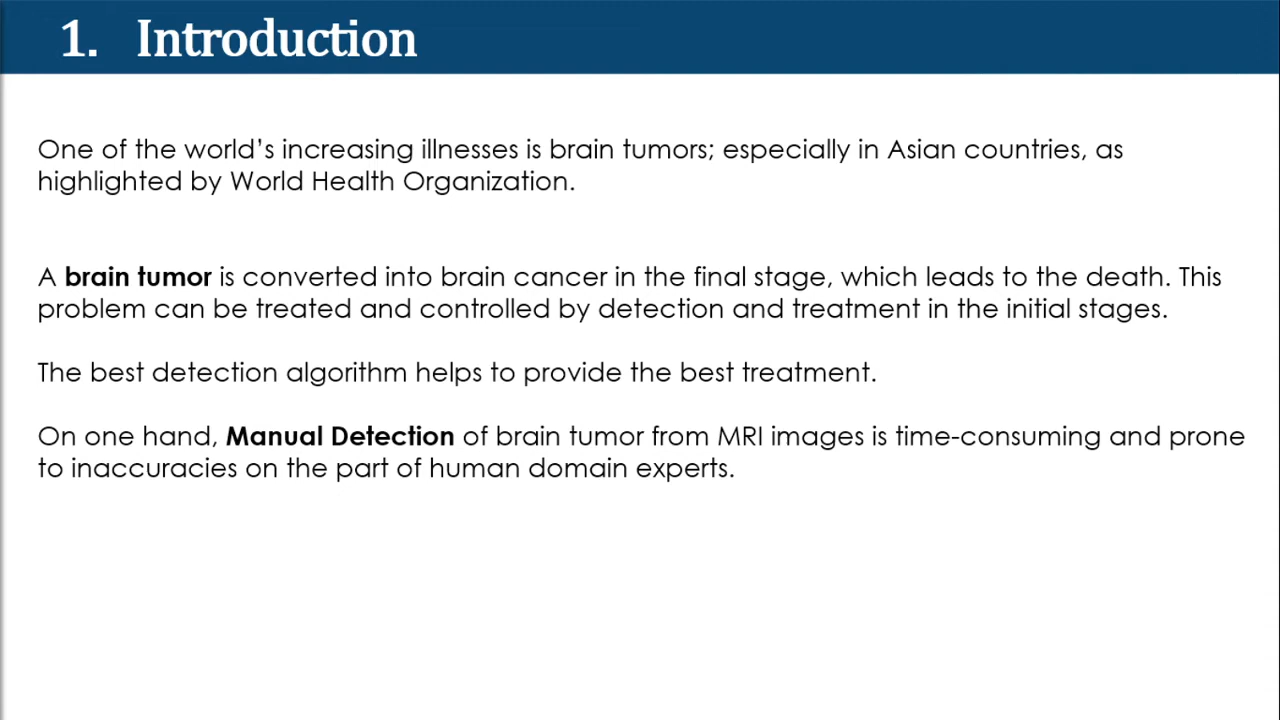 1. Introduction
One of the world’s increasing illnesses is brain tumors; especially in Asian countries, as
highlighted by World Health Organization.
A brain tumor is converted into brain cancer in the final stage, which leads to the death. This
problem can be treated and controlled by detection and treatment in the initial stages.
The best detection algorithm helps to provide the best treatment.
On one hand, Manual Detection of brain tumor from MRI images is time-consuming and prone
to inaccuracies on the part of human domain experts.